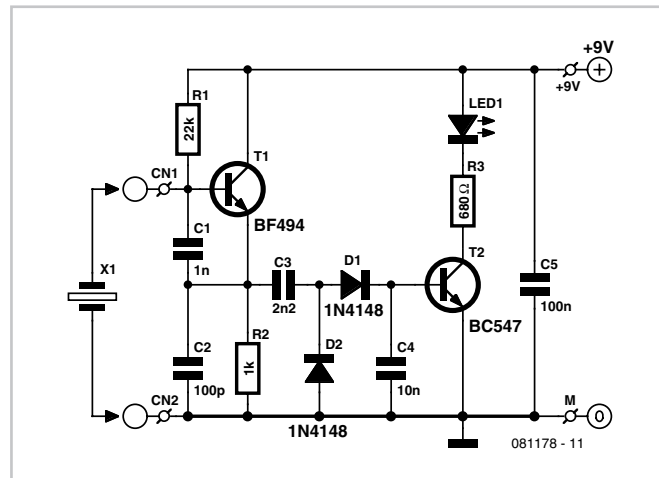 +9V
+9V
LED1
R1
22k
CN1
T1
R3
680 Ω
BF494
C1
1n
T2
X1
C3
2n2
D1
1N4148
C5
100n
BC547
R2
1k
D2
C4
10n
C2
100p
CN2
M
0
1N4148
081178 - 11